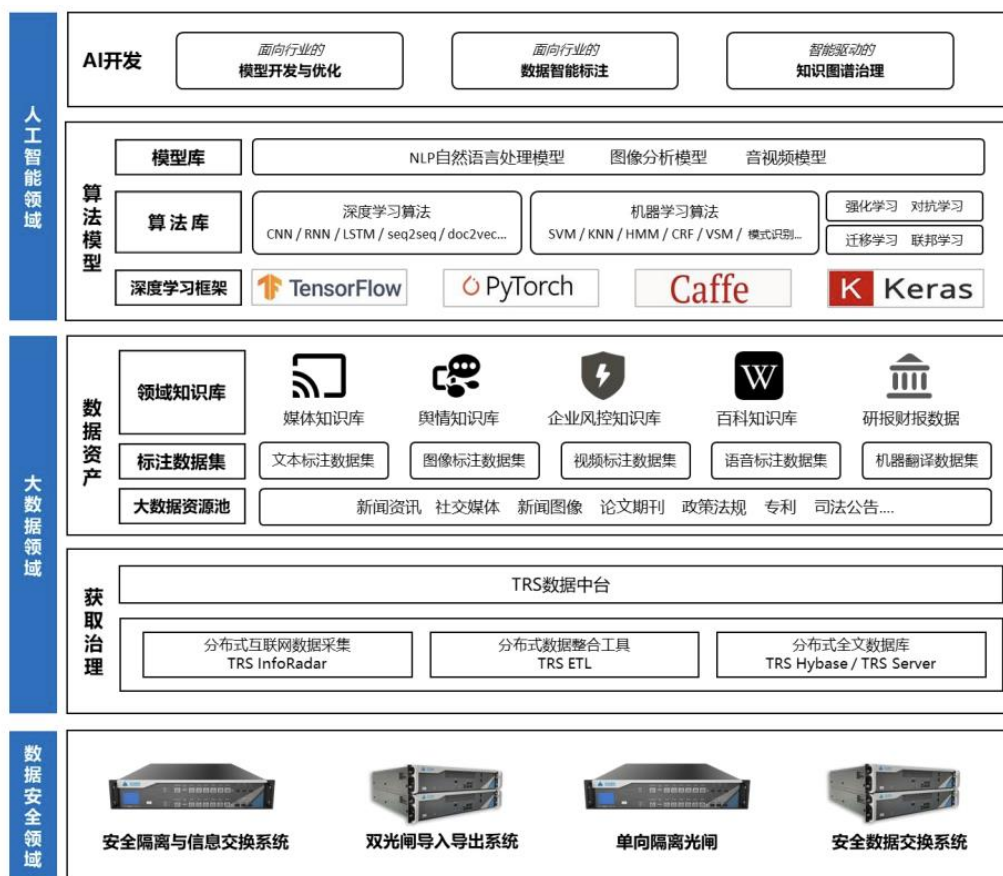 人工智能领域
AI开发
面向行业的
模型开发与优化
面向行业的
数据智能标注
智能驱动的
知识图谱治理
算法模型
模型库
NLP自然语言处理模型 图像分析模型 音视频模型
算法库
深度学习算法
CNN / RNN / LSTM / seq2seq / doc2vec...
机器学习算法
SVM / KNN / HMM / CRF / VSM / 模式识别...
强化学习 对抗学习
迁移学习 联邦学习
深度学习框架
TensorFlow
PyTorch
Caffe
K Keras
大数据领域
数据资产
领域知识库
媒体知识库
舆情知识库
企业风控知识库
W
百科知识库
研报财报数据
标注数据集
文本标注数据集
图像标注数据集
视频标注数据集
语音标注数据集
机器翻译数据集
大数据资源池
新闻资讯 社交媒体 新闻图像 论文期刊 政策法规 专利 司法公告....
获取治理
TRS数据中台
分布式互联网数据采集
TRS InfoRadar
分布式数据整合工具
TRS ETL
分布式全文数据库
TRS Hybase / TRS Server
数据安全领域
安全隔离与信息交换系统
双光闸导入导出系统
单向隔离光闸
安全数据交换系统